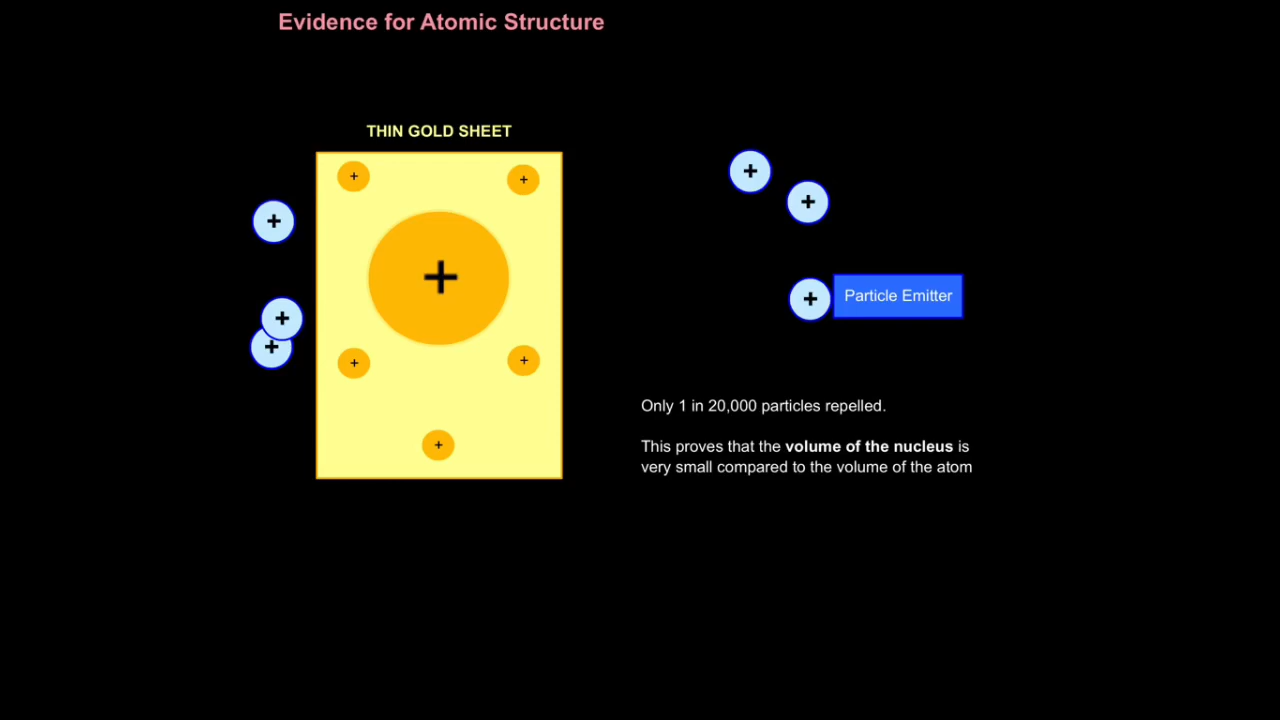 Evidence for Atomic Structure
THIN GOLD SHEET
+
+
+
+
+
+
+
+
+
+
+
+
Particle Emitter
Only 1 in 20,000 particles repelled.
This proves that the volume of the nucleus is
very small compared to the volume of the atom